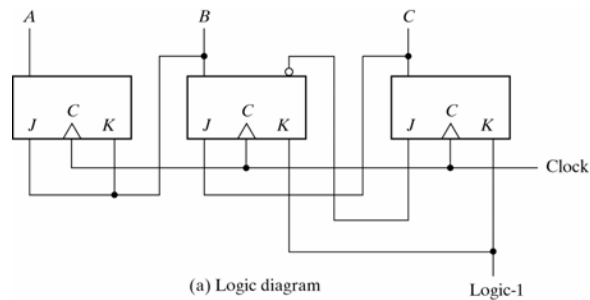 A B C
J C K J C K J C K
Clock
(a) Logic diagram
Logic-1